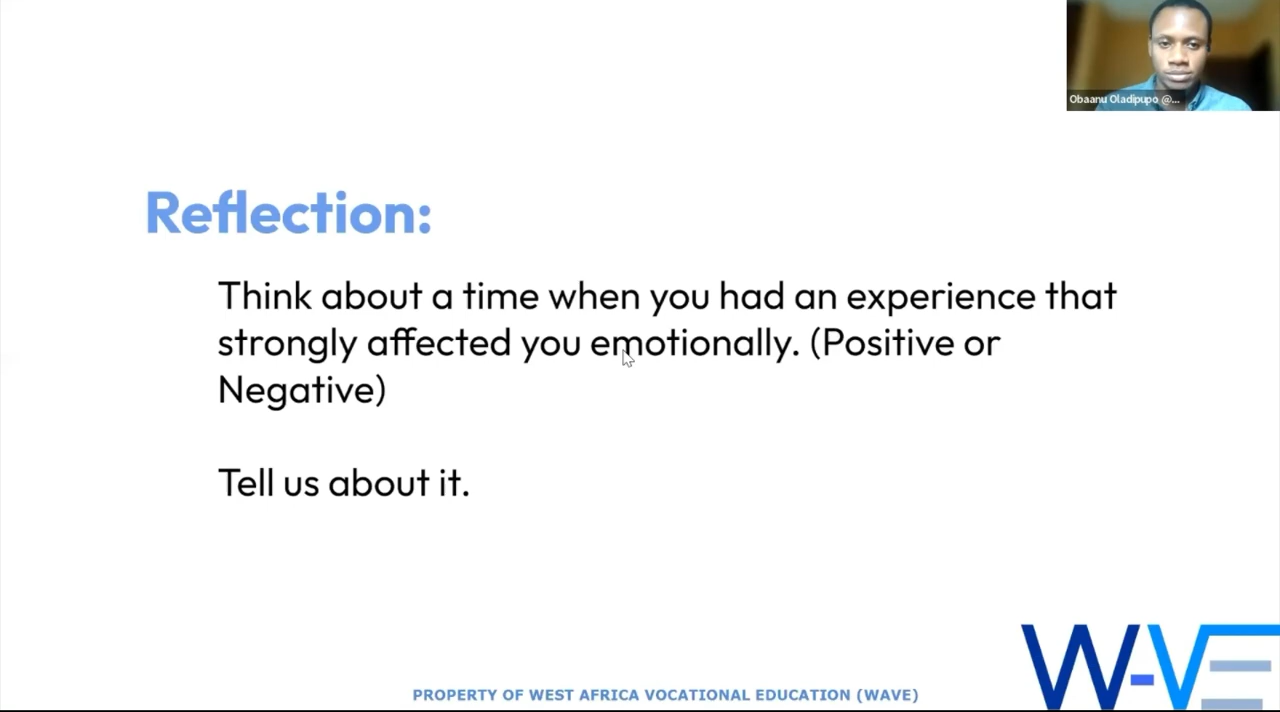 Obaanu Oladipupo @...
Reflection:
Think about a time when you had an experience that
strongly affected you emotionally. (Positive or
Negative)
Tell us about it.
W-VE
PROPERTY OF WEST AFRICA VOCATIONAL EDUCATION (WAVE)